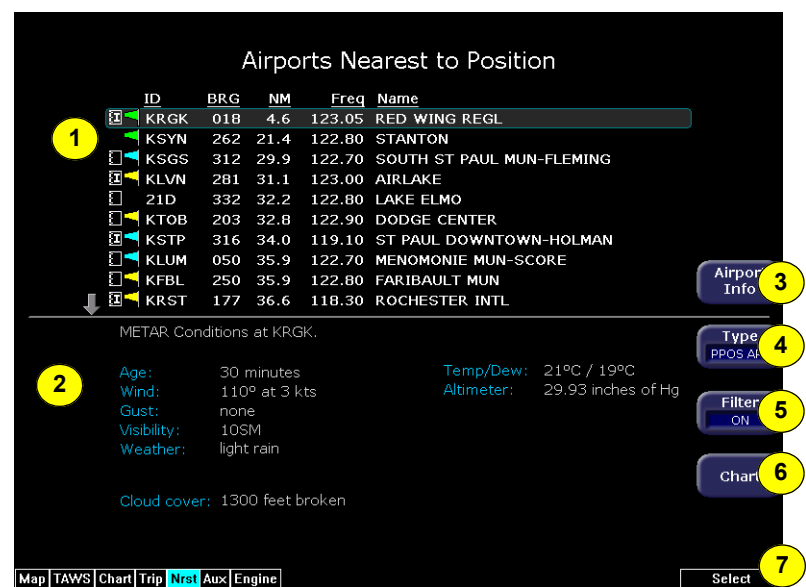 Airports Nearest to Position
ID BRG NM Freq Name
I KRGK 018 4.6 123.05 RED WING REGL
1
KSYN 262 21.4 122.80 STANTON
KSGS 312 29.9 122.70 SOUTH ST PAUL MUN-FLEMING
I KLVN 281 31.1 123.00 AIRLAKE
21D 332 32.2 122.80 LAKE ELMO
KTOB 203 32.8 122.90 DODGE CENTER
I KSTP 316 34.0 119.10 ST PAUL DOWNTOWN-HOLMAN
KLUM 050 35.9 122.70 MENOMONIE MUN-SCORE
KFBL 250 35.9 122.80 FARIBAULT MUN
I KRST 177 36.6 118.30 ROCHESTER INTL
Airport
Info
3
METAR Conditions at KRGK.
Type
PPOS
4
2
Age: 30 minutes
Wind: 110º at 3 kts
Gust: none
Visibility: 10SM
Weather: light rain
Temp/Dew: 21ºC / 19ºC
Altimeter: 29.93 inches of Hg
Filter
ON
5
Chart
6
Cloud cover: 1300 feet broken
Map TAWS Chart Trip Nrst Aux Engine
Select
7